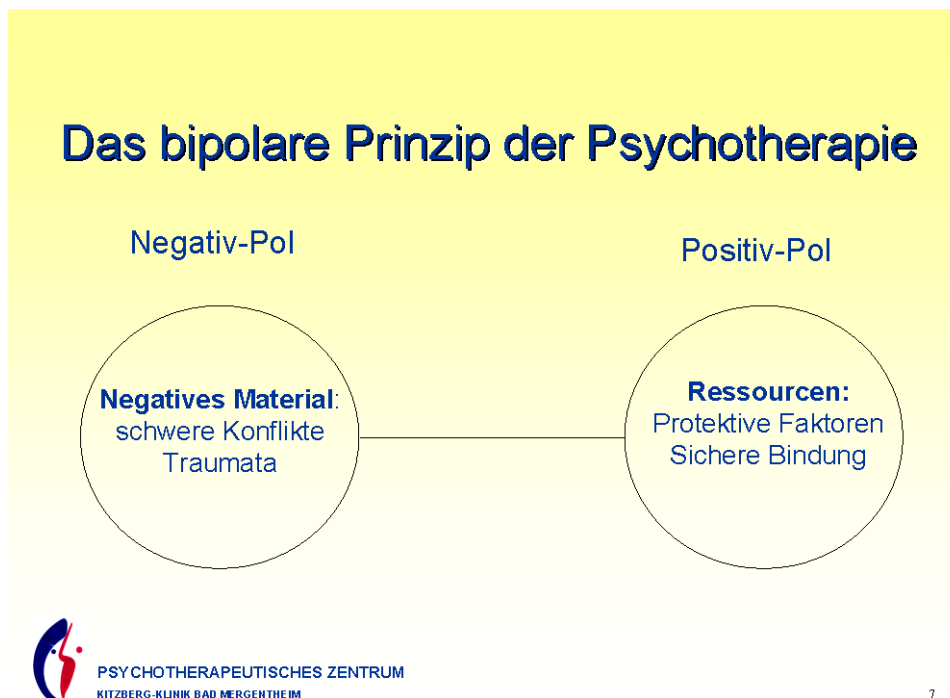 Das bipolare Prinzip der Psychotherapie
Negativ-Pol
Positiv-Pol
Negatives Material:
schwere Konflikte
Traumata
Ressourcen:
Protektive Faktoren
Sichere Bindung
PSYCHOTHERAPEUTISCHES ZENTRUM
KITZBERG-KLINIK BAD MERGENTHEIM
7